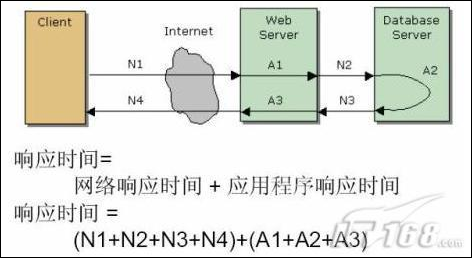 Client
Internet
Web
Server
Database
Server
N1
A1
N2
A2
N4
A3
N3
响应时间=
网络响应时间 + 应用程序响应时间
响应时间 =
(N1+N2+N3+N4)+(A1+A2+A3)
IT168.com